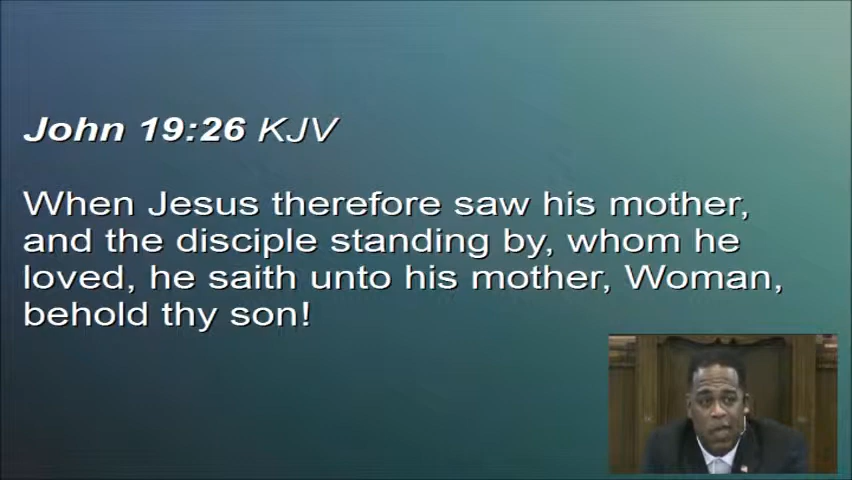 John 19:26 KJV
When Jesus therefore saw his mother,
and the disciple standing by, whom he
loved, he saith unto his mother, Woman,
behold thy son!